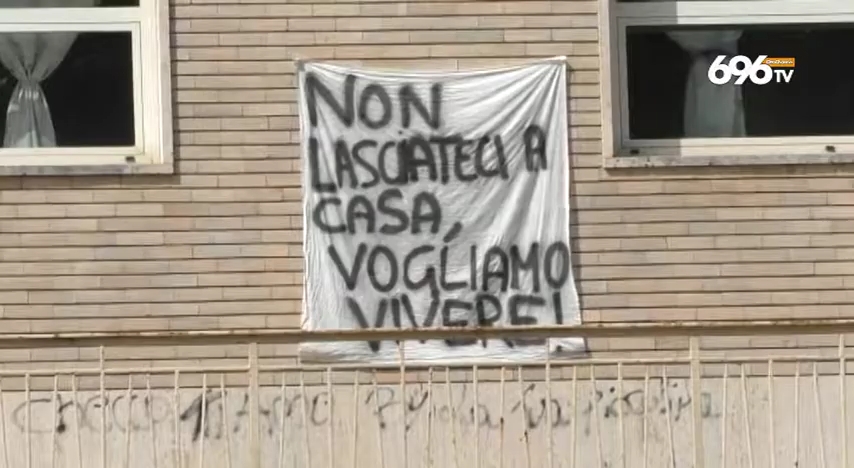 696
TV
NON
LASCIATECI A
CASA,
VOGLIAMO
VIVERE!